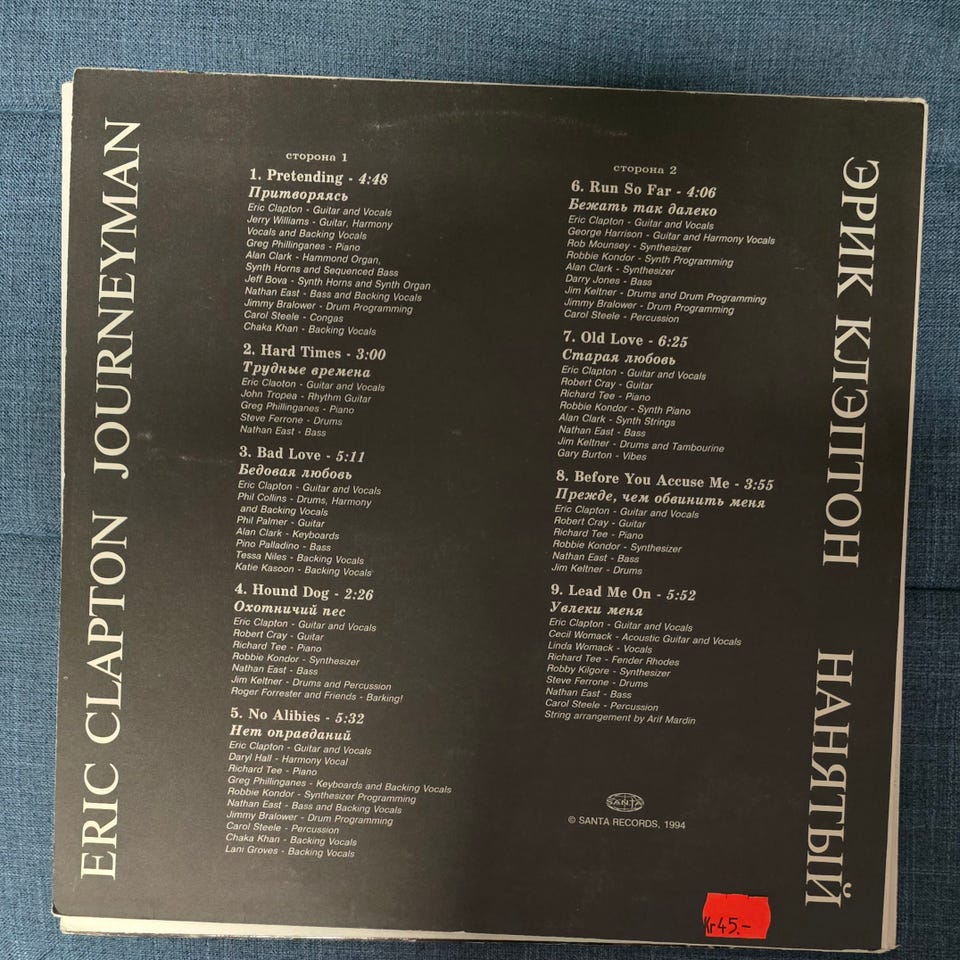 ERIC CLAPTON JOURNEYMAN
сторона 1
1. Pretending - 4:48
Притворяясь
Eric Clapton - Guitar and Vocals
Jerry Williams - Guitar, Harmony
Vocals and Backing Vocals
Greg Phillinganes - Piano
Alan Clark - Hammond Organ,
Synth Horns and Sequenced Bass
Jeff Bova - Synth Horns and Synth Organ
Nathan East - Bass and Backing Vocals
Jimmy Bralower - Drum Programming
Carol Steele - Congas
Chaka Khan - Backing Vocals
2. Hard Times - 3:00
Трудные времена
Eric Claoton - Guitar and Vocals
John Tropea - Rhythm Guitar
Greg Phillinganes - Piano
Steve Ferrone - Drums
Nathan East - Bass
3. Bad Love - 5:11
Бедовая любовь
Eric Clapton - Guitar and Vocals
Phil Collins - Drums, Harmony
and Backing Vocals
Phil Palmer - Guitar
Alan Clark - Keyboards
Pino Palladino - Bass
Tessa Niles - Backing Vocals
Katie Kasoon - Backing Vocals
4. Hound Dog - 2:26
Охотничий пес
Eric Clapton - Guitar and Vocals
Robert Cray - Guitar
Richard Tee - Piano
Robbie Kondor - Synthesizer
Nathan East - Bass
Jim Keltner - Drums and Percussion
Roger Forrester and Friends - Barking!
5. No Alibies - 5:32
Нет оправданий
Eric Clapton - Guitar and Vocals
Daryl Hall - Harmony Vocal
Richard Tee - Piano
Greg Phillinganes - Keyboards and Backing Vocals
Robbie Kondor - Synthesizer Programming
Nathan East - Bass and Backing Vocals
Jimmy Bralower - Drum Programming
Carol Steele - Percussion
Chaka Khan - Backing Vocals
Lani Groves - Backing Vocals
сторона 2
6. Run So Far - 4:06
Бежать так далеко
Eric Clapton - Guitar and Vocals
George Harrison - Guitar and Harmony Vocals
Rob Mounsey - Synthesizer
Robbie Kondor - Synth Programming
Alan Clark - Synthesizer
Darry Jones - Bass
Jim Keltner - Drums and Drum Programming
Jimmy Bralower - Drum Programming
Carol Steele - Percussion
7. Old Love - 6:25
Старая любовь
Eric Clapton - Guitar and Vocals
Robert Cray - Guitar
Richard Tee - Piano
Robbie Kondor - Synth Piano
Alan Clark - Synth Strings
Nathan East - Bass
Jim Keltner - Drums and Tambourine
Gary Burton - Vibes
8. Before You Accuse Me - 3:55
Прежде, чем обвинить меня
Eric Clapton - Guitar and Vocals
Robert Cray - Guitar
Richard Tee - Piano
Robbie Kondor - Synthesizer
Nathan East - Bass
Jim Keltner - Drums
9. Lead Me On - 5:52
Увлеки меня
Eric Clapton - Guitar and Vocals
Cecil Womack - Acoustic Guitar and Vocals
Linda Womack - Vocals
Richard Tee - Fender Rhodes
Robby Kilgore - Synthesizer
Steve Ferrone - Drums
Nathan East - Bass
Carol Steele - Percussion
String arrangement by Arif Mardin
SANTA
© SANTA RECORDS, 1994
ЭРИК КЛЭПТОН НАНЯТЫЙ
Kr 45.-